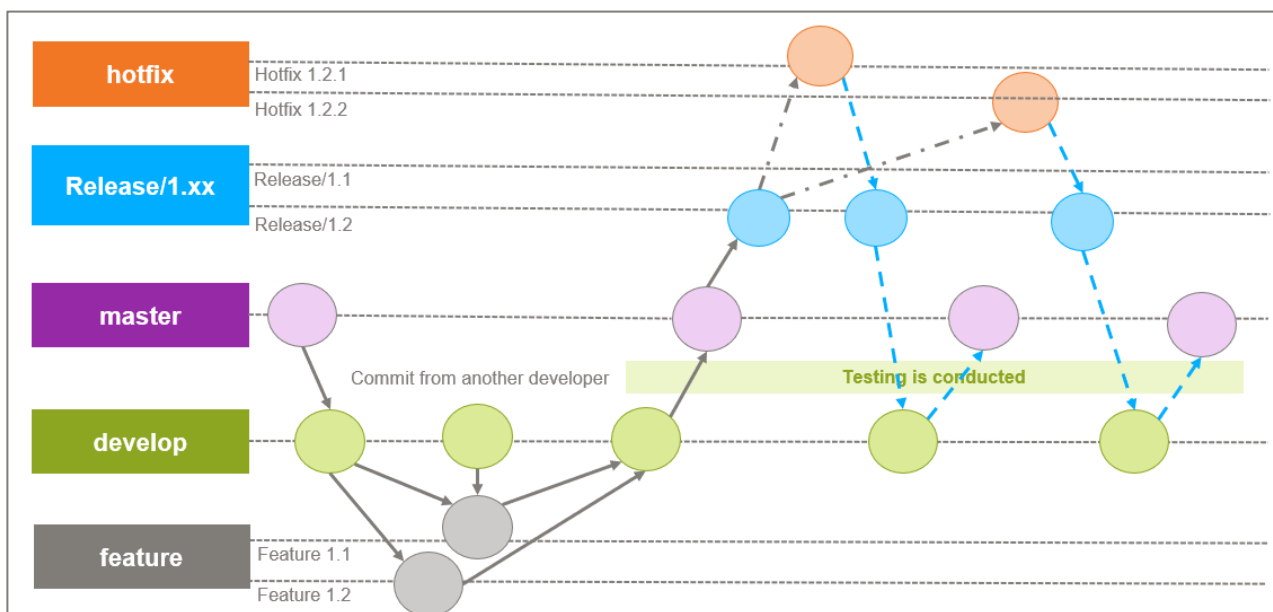 hotfix
Hotfix 1.2.1
Hotfix 1.2.2
Release/1.xx
Release/1.1
Release/1.2
master
Commit from another developer
Testing is conducted
develop
feature
Feature 1.1
Feature 1.2